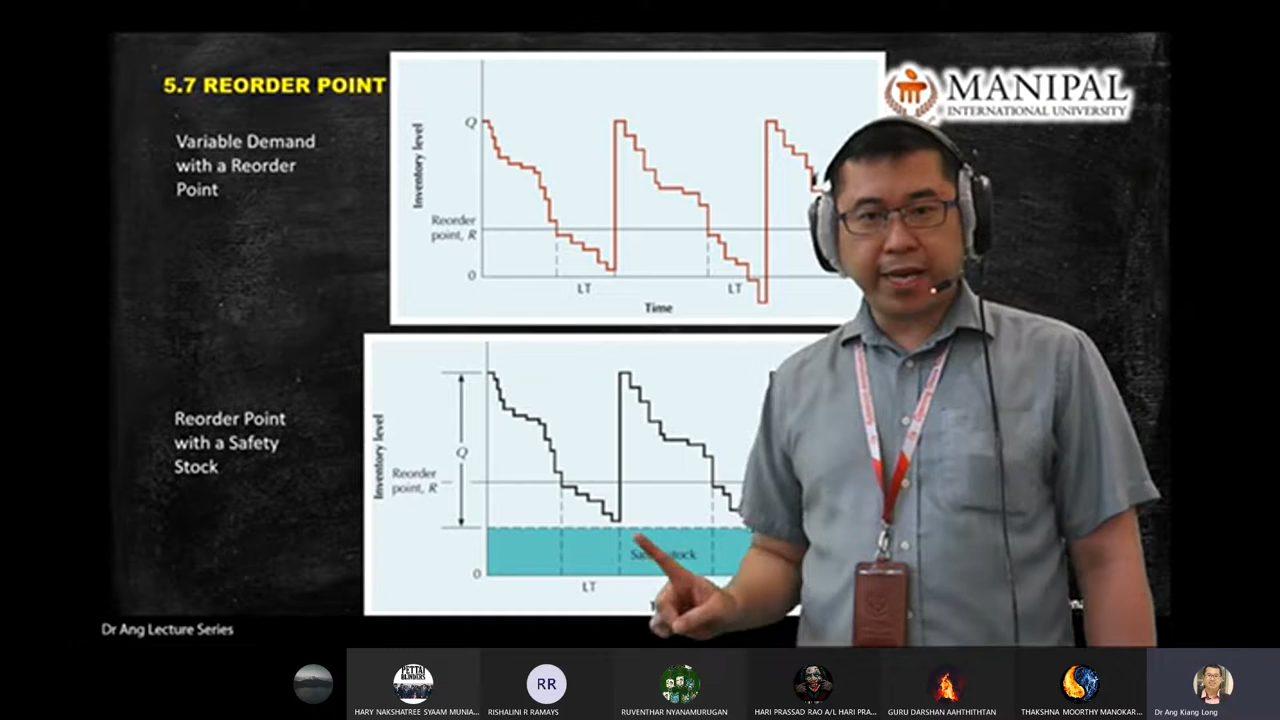 5.7 REORDER POINT
MANIPAL
INTERNATIONAL UNIVERSITY
Variable Demand
with a Reorder
Point
Inventory level
Q
Reorder
point, R
0
LT
LT
Time
Reorder Point
with a Safety
Stock
Inventory level
Q
Reorder
point, R
stock
0
LT
Dr Ang Lecture Series
PETTAI
BLINDERS
RR
HARY NAKSHATREE SYAAM MUNIA...
RISHALINI R RAMAYS
RUVENTHAR NYANAMURUGAN
HARI PRASSAD RAO A/L HARI PRA...
GURU DARSHAN AAHTHITHTAN
THAKSHNA MOORTHY MANOKAR...
Dr Ang Kiang Long